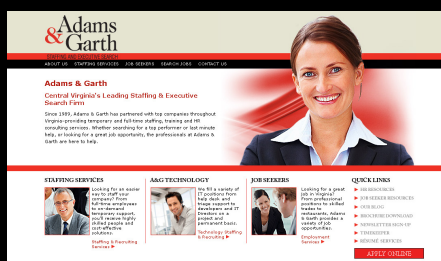 Adams
& Garth
STAFFING AND EXECUTIVE SEARCH
ABOUT US STAFFING SERVICES JOB SEEKERS SEARCH JOBS CONTACT US
Adams & Garth
Central Virginia's Leading Staffing & Executive
Search Firm
Since 1989, Adams & Garth has partnered with top companies throughout
Virginia-providing temporary and full-time staffing, training and HR
consulting services. Whether searching for a top performer or last minute
help, or looking for a great job opportunity, the professionals at Adams &
Garth are here to help.
STAFFING SERVICES
Looking for an easier
way to staff your
company? From
full-time employees
to on-demand
temporary support,
you'll receive highly
skilled people and
cost-effective
solutions.
Staffing & Recruiting
Services
A&G TECHNOLOGY
We fill a variety of
IT positions from
help desk and
triage support to
developers and IT
Directors on a
project and
permanent basis.
Technology Staffing
& Recruiting
JOB SEEKERS
Looking for a great
job in Virginia?
From professional
positions to skilled
trades to
restaurants, Adams
& Garth provides a
variety of job
opportunities.
Employment
Services
QUICK LINKS
HR RESOURCES
JOB SEEKER RESOURCES
OUR BLOG
BROCHURE DOWNLOAD
NEWSLETTER SIGN-UP
TIMEKEEPER
RESUME SERVICES
APPLY ONLINE